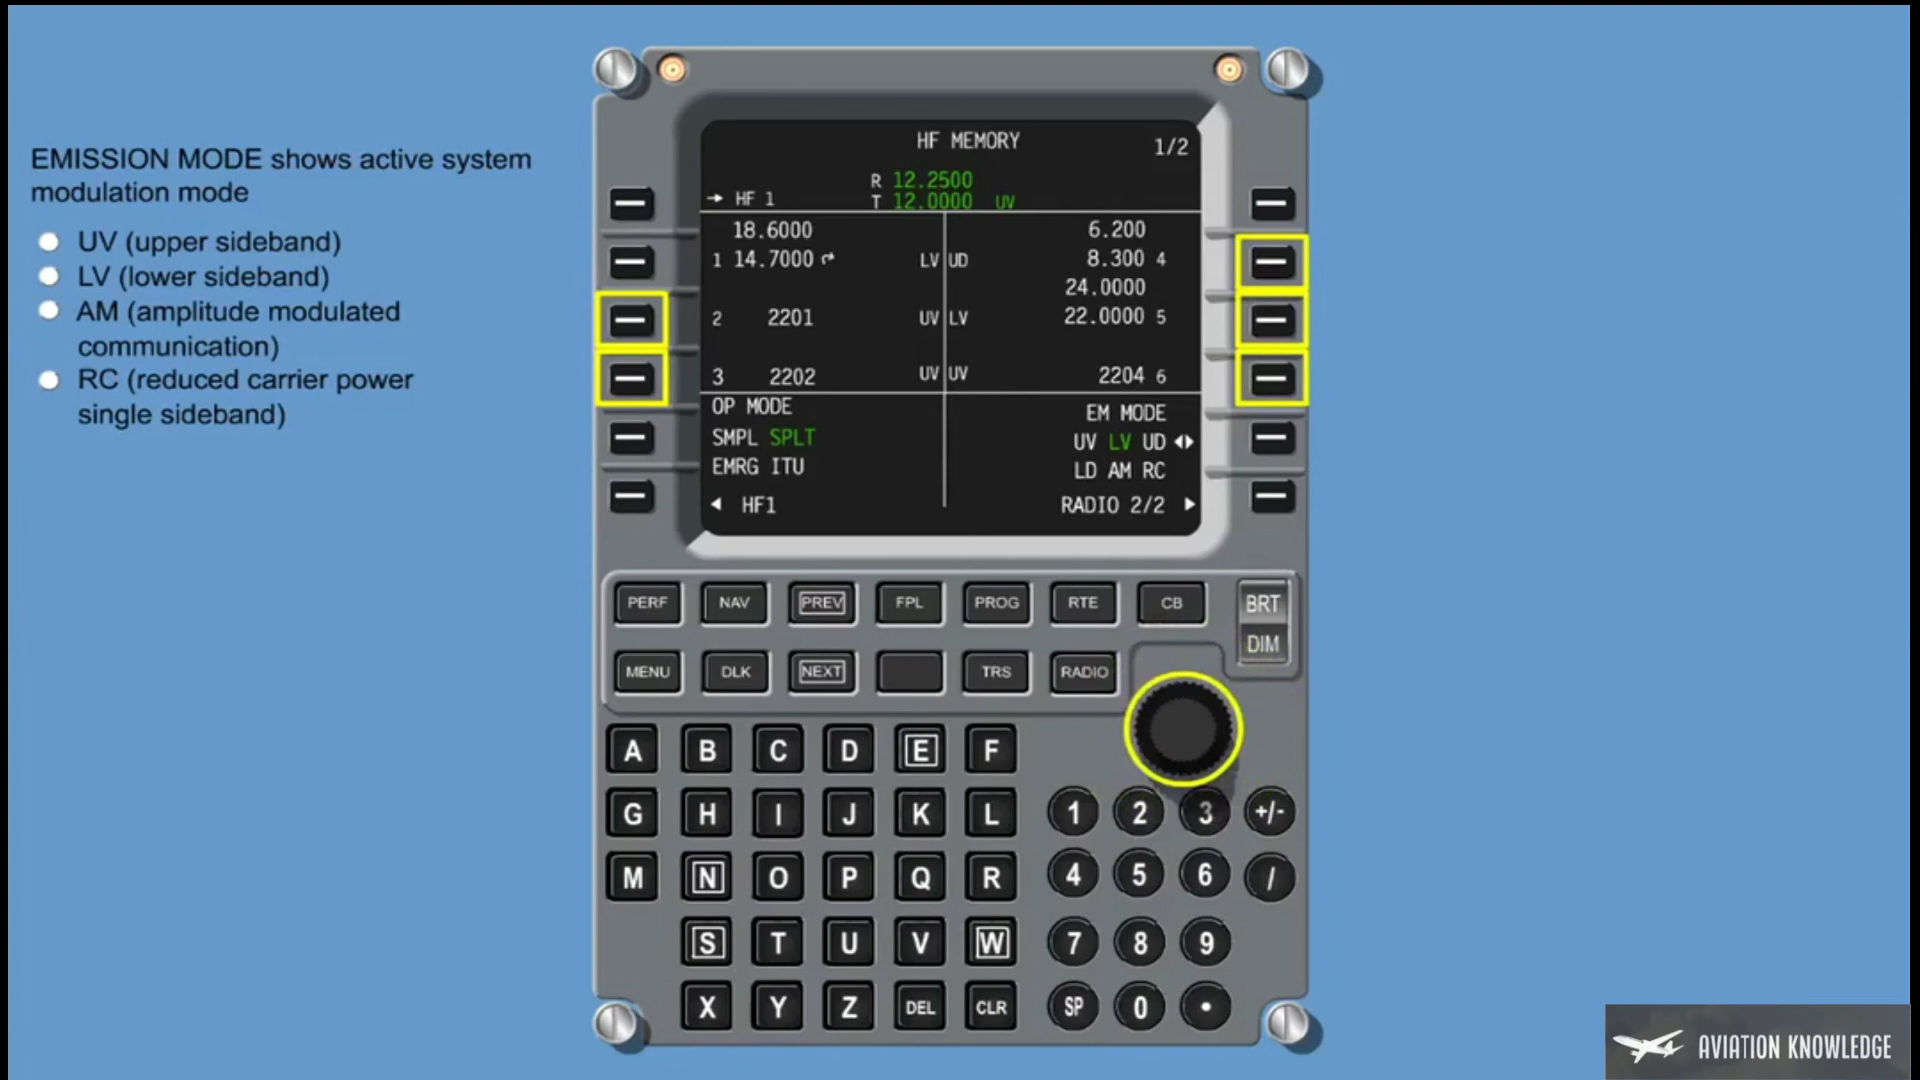 EMISSION MODE shows active system
modulation mode
UV (upper sideband)
LV (lower sideband)
AM (amplitude modulated
communication)
RC (reduced carrier power
single sideband)
HF MEMORY 1/2
R 12.2500
→ HF 1 T 12.0000 UV
18.6000 6.200
1 14.7000 LV UD 8.300 4
24.0000
2 2201 UV LV 22.0000 5
3 2202 UV UV 2204 6
OP MODE EM MODE
SMPL SPLT UV LV UD
EMRG ITU LD AM RC
HF1 RADIO 2/2
PERF NAV PREV FPL PROG RTE CB BRT
DIM
MENU DLK NEXT TRS RADIO
A B C D E F
G H I J K L 1 2 3 +/-
M N O P Q R 4 5 6 /
S T U V W 7 8 9
X Y Z DEL CLR SP 0 •
AVIATION KNOWLEDGE